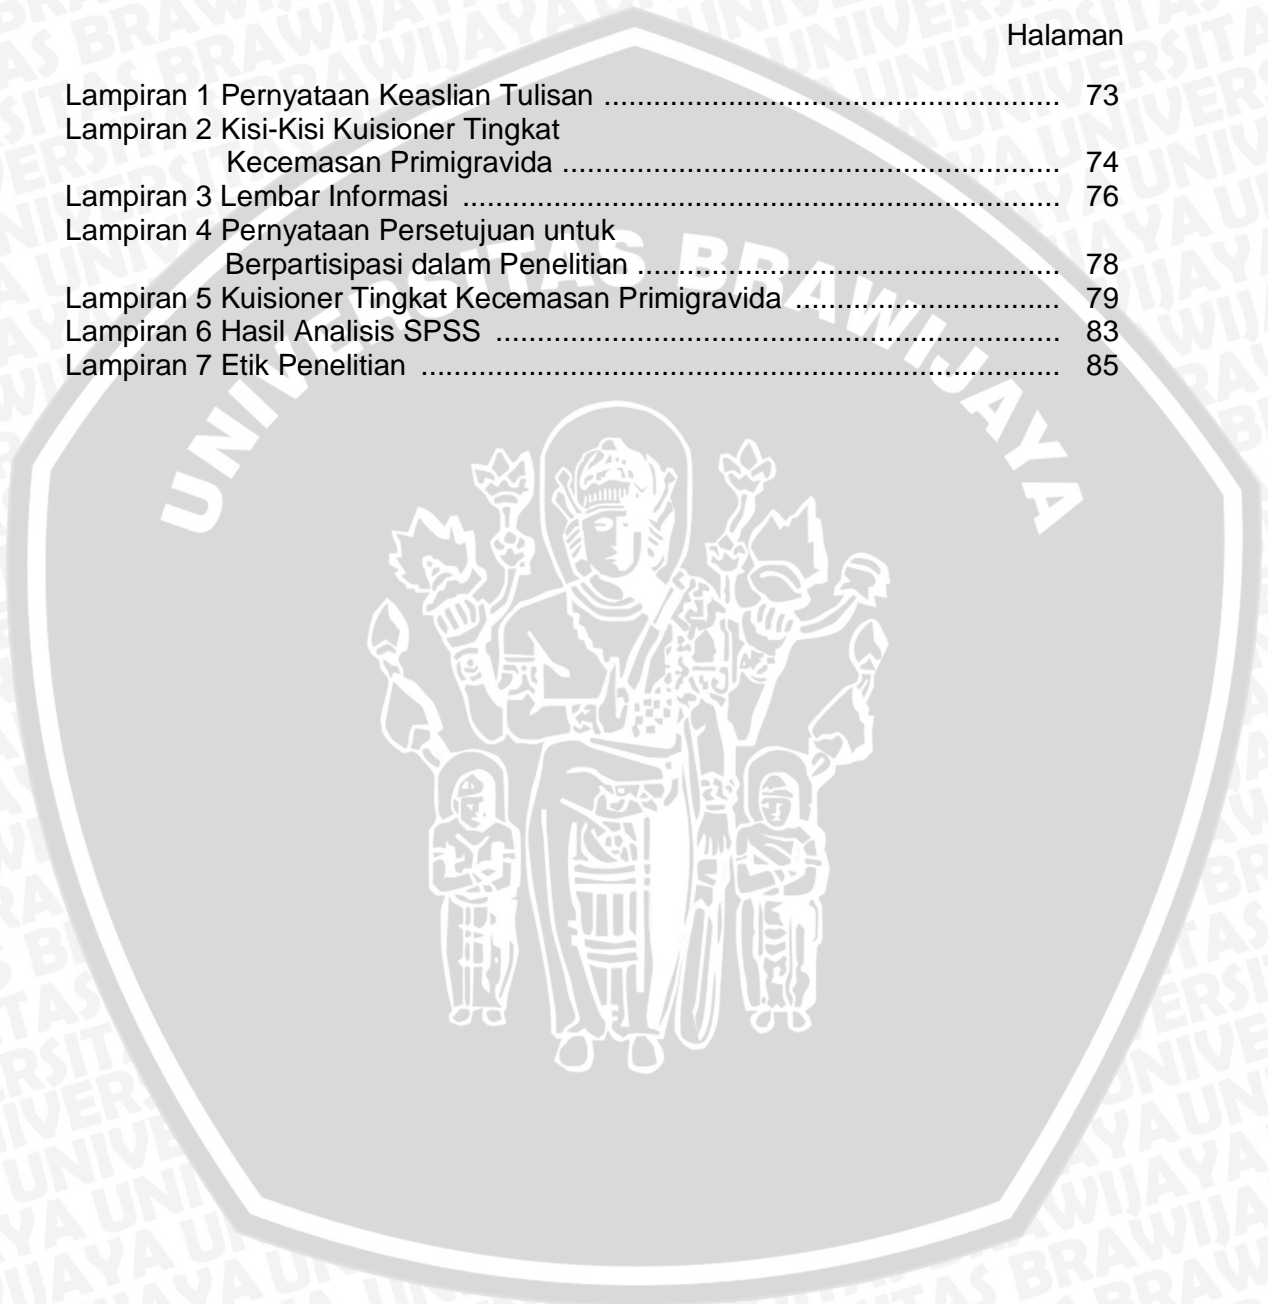 Halaman
Lampiran 1 Pernyataan Keaslian Tulisan ........................................................ 73
Lampiran 2 Kisi-Kisi Kuisioner Tingkat
Kecemasan Primigravida ............................................................. 74
Lampiran 3 Lembar Informasi ......................................................................... 76
Lampiran 4 Pernyataan Persetujuan untuk
Berpartisipasi dalam Penelitian .................................................... 78
Lampiran 5 Kuisioner Tingkat Kecemasan Primigravida ................................ 79
Lampiran 6 Hasil Analisis SPSS ..................................................................... 83
Lampiran 7 Etik Penelitian .............................................................................. 85
UNIVERSITAS BRAWIJAYA